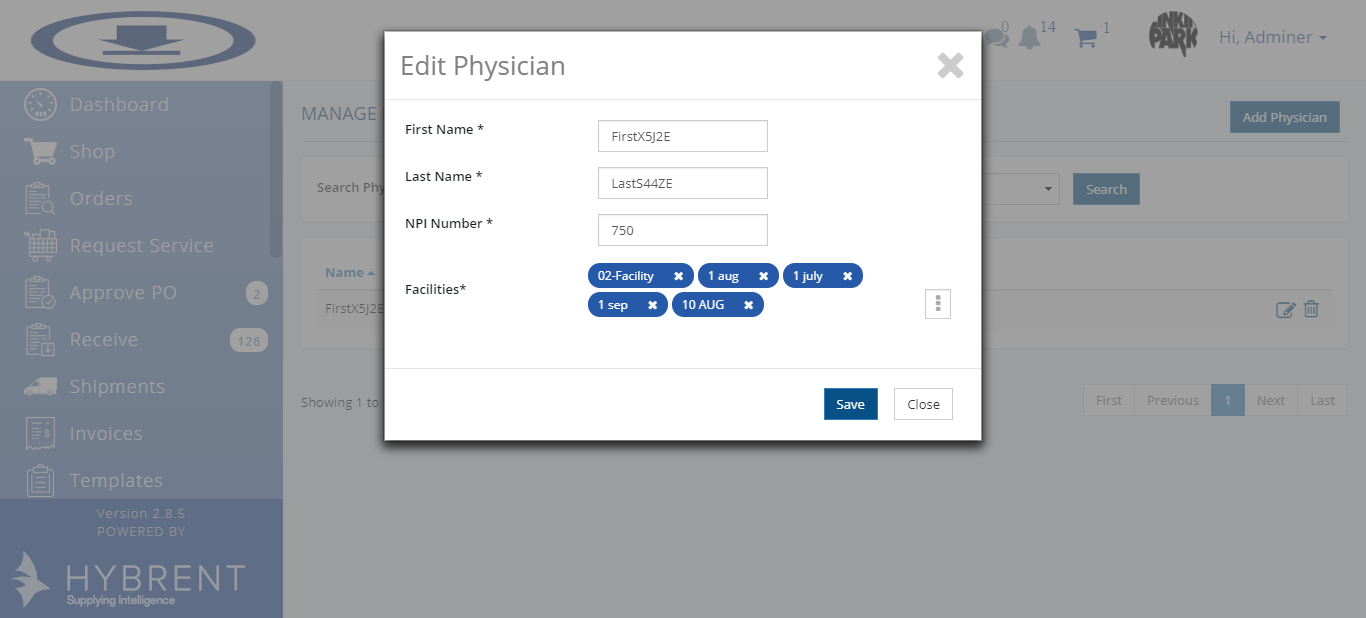 0
14
1
LINKIN
PARK
Hi, Adminer
Dashboard
Shop
Orders
Request Service
Approve PO
2
Receive
126
Shipments
Invoices
Templates
Version 2.8.5
POWERED BY
HYBRENT
Supplying Intelligence
MANAGE
Add Physician
Search Phy
Search
Name
FirstX5J2E
Showing 1 to
First Previous 1 Next Last
Edit Physician
First Name *
FirstX5J2E
Last Name *
LastS44ZE
NPI Number *
750
Facilities*
02-Facility 1 aug 1 july
1 sep 10 AUG
Save Close